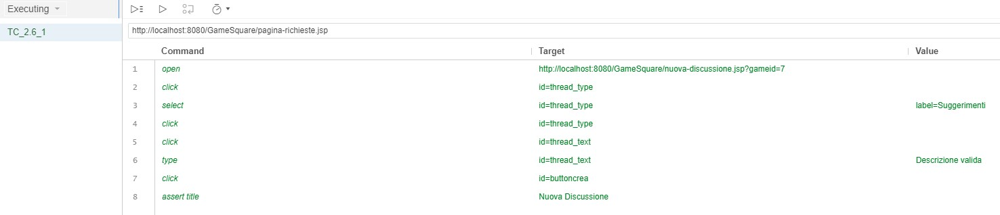 Executing
TC_2.6_1
http://localhost:8080/GameSquare/pagina-richieste.jsp
Command Target Value
1 open http://localhost:8080/GameSquare/nuova-discussione.jsp?gameid=7
2 click id=thread_type
3 select id=thread_type label=Suggerimenti
4 click id=thread_type
5 click id=thread_text
6 type id=thread_text Descrizione valida
7 click id=buttoncrea
8 assert title Nuova Discussione